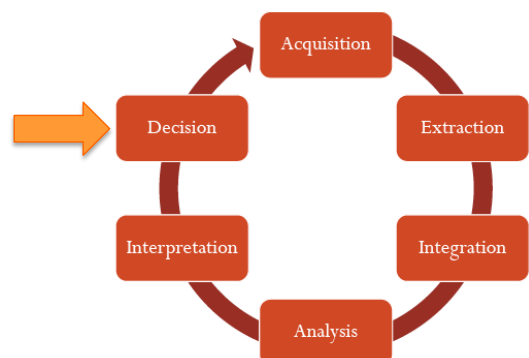 Acquisition
Extraction
Integration
Analysis
Interpretation
Decision